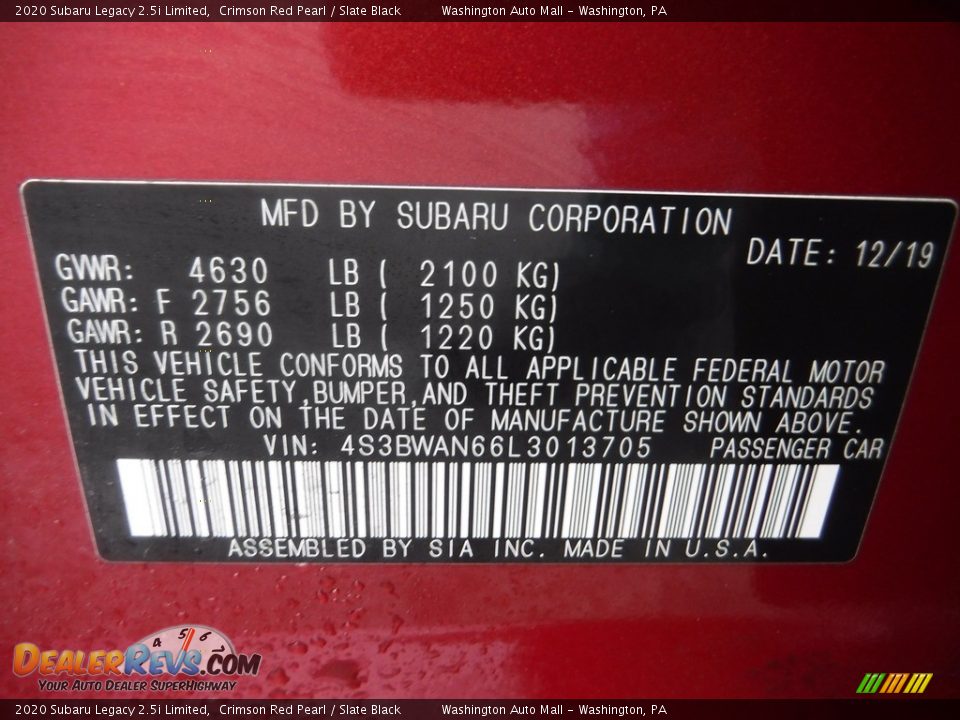 2020 Subaru Legacy 2.5i Limited, Crimson Red Pearl / Slate Black Washington Auto Mall - Washington, PA
MFD BY SUBARU CORPORATION
DATE: 12/19
GVWR: 4630 LB ( 2100 KG)
GAWR: F 2756 LB ( 1250 KG)
GAWR: R 2690 LB ( 1220 KG)
THIS VEHICLE CONFORMS TO ALL APPLICABLE FEDERAL MOTOR
VEHICLE SAFETY,BUMPER,AND THEFT PREVENTION STANDARDS
IN EFFECT ON THE DATE OF MANUFACTURE SHOWN ABOVE.
VIN: 4S3BWAN66L3013705 PASSENGER CAR
ASSEMBLED BY SIA INC. MADE IN U.S.A.
4 5 6
DEALERREVS.COM
YOUR AUTO DEALER SUPERHIGHWAY
2020 Subaru Legacy 2.5i Limited, Crimson Red Pearl / Slate Black Washington Auto Mall - Washington, PA